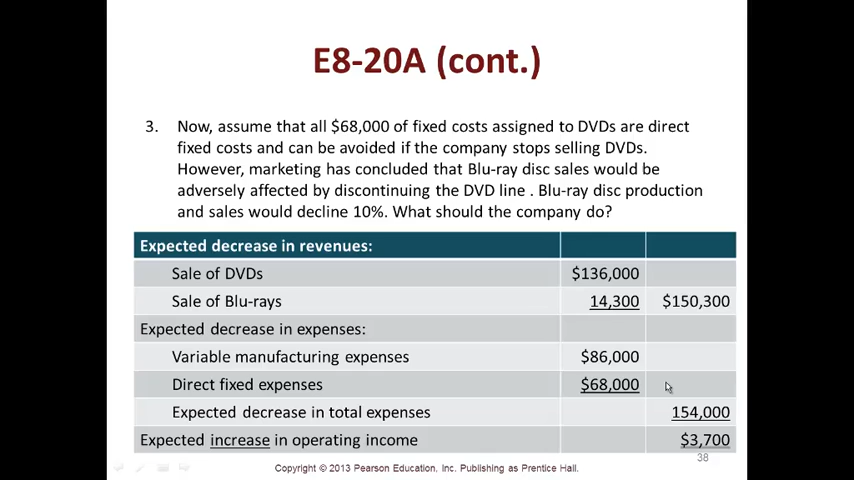 E8-20A (cont.)
3. Now, assume that all $68,000 of fixed costs assigned to DVDs are direct
fixed costs and can be avoided if the company stops selling DVDs.
However, marketing has concluded that Blu-ray disc sales would be
adversely affected by discontinuing the DVD line . Blu-ray disc production
and sales would decline 10%. What should the company do?
Expected decrease in revenues:
Sale of DVDs $136,000
Sale of Blu-rays 14,300 $150,300
Expected decrease in expenses:
Variable manufacturing expenses $86,000
Direct fixed expenses $68,000
Expected decrease in total expenses 154,000
Expected increase in operating income $3,700
38
Copyright © 2013 Pearson Education, Inc. Publishing as Prentice Hall.